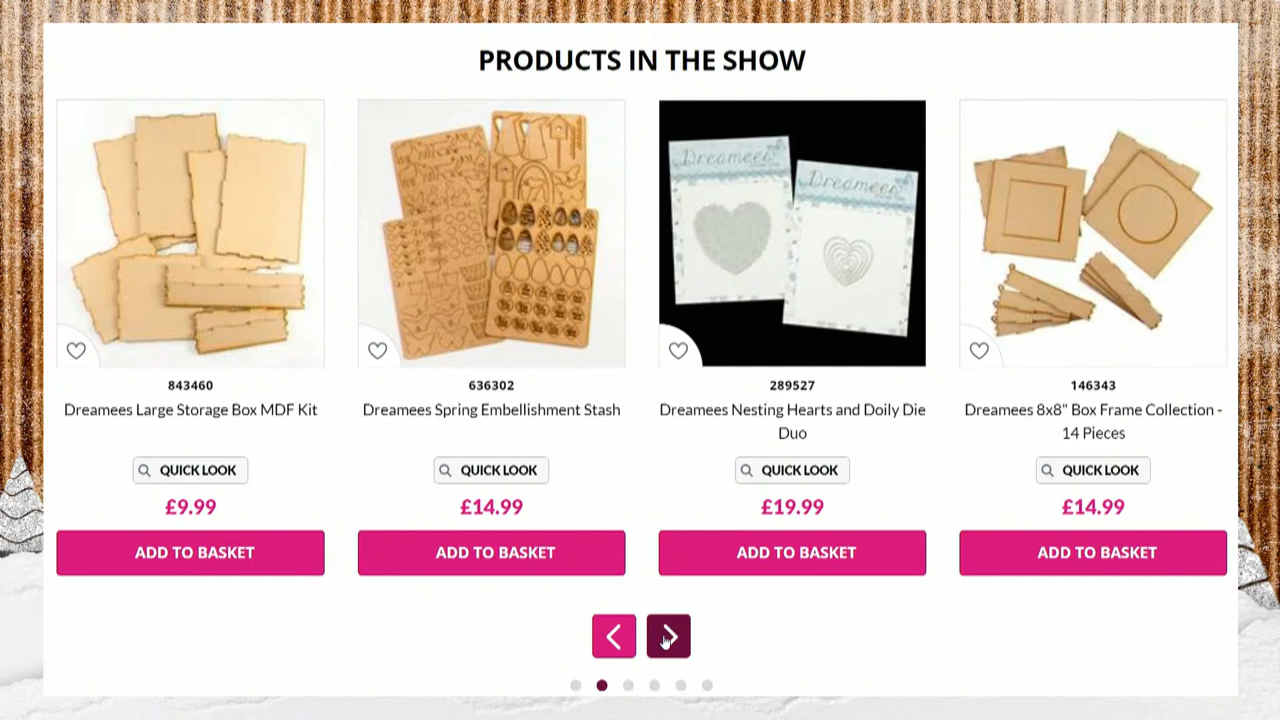 PRODUCTS IN THE SHOW
Dreamees
Dreamees
843460
Dreamees Large Storage Box MDF Kit
QUICK LOOK
£9.99
ADD TO BASKET
636302
Dreamees Spring Embellishment Stash
QUICK LOOK
£14.99
ADD TO BASKET
289527
Dreamees Nesting Hearts and Doily Die
Duo
QUICK LOOK
£19.99
ADD TO BASKET
146343
Dreamees 8x8" Box Frame Collection -
14 Pieces
QUICK LOOK
£14.99
ADD TO BASKET